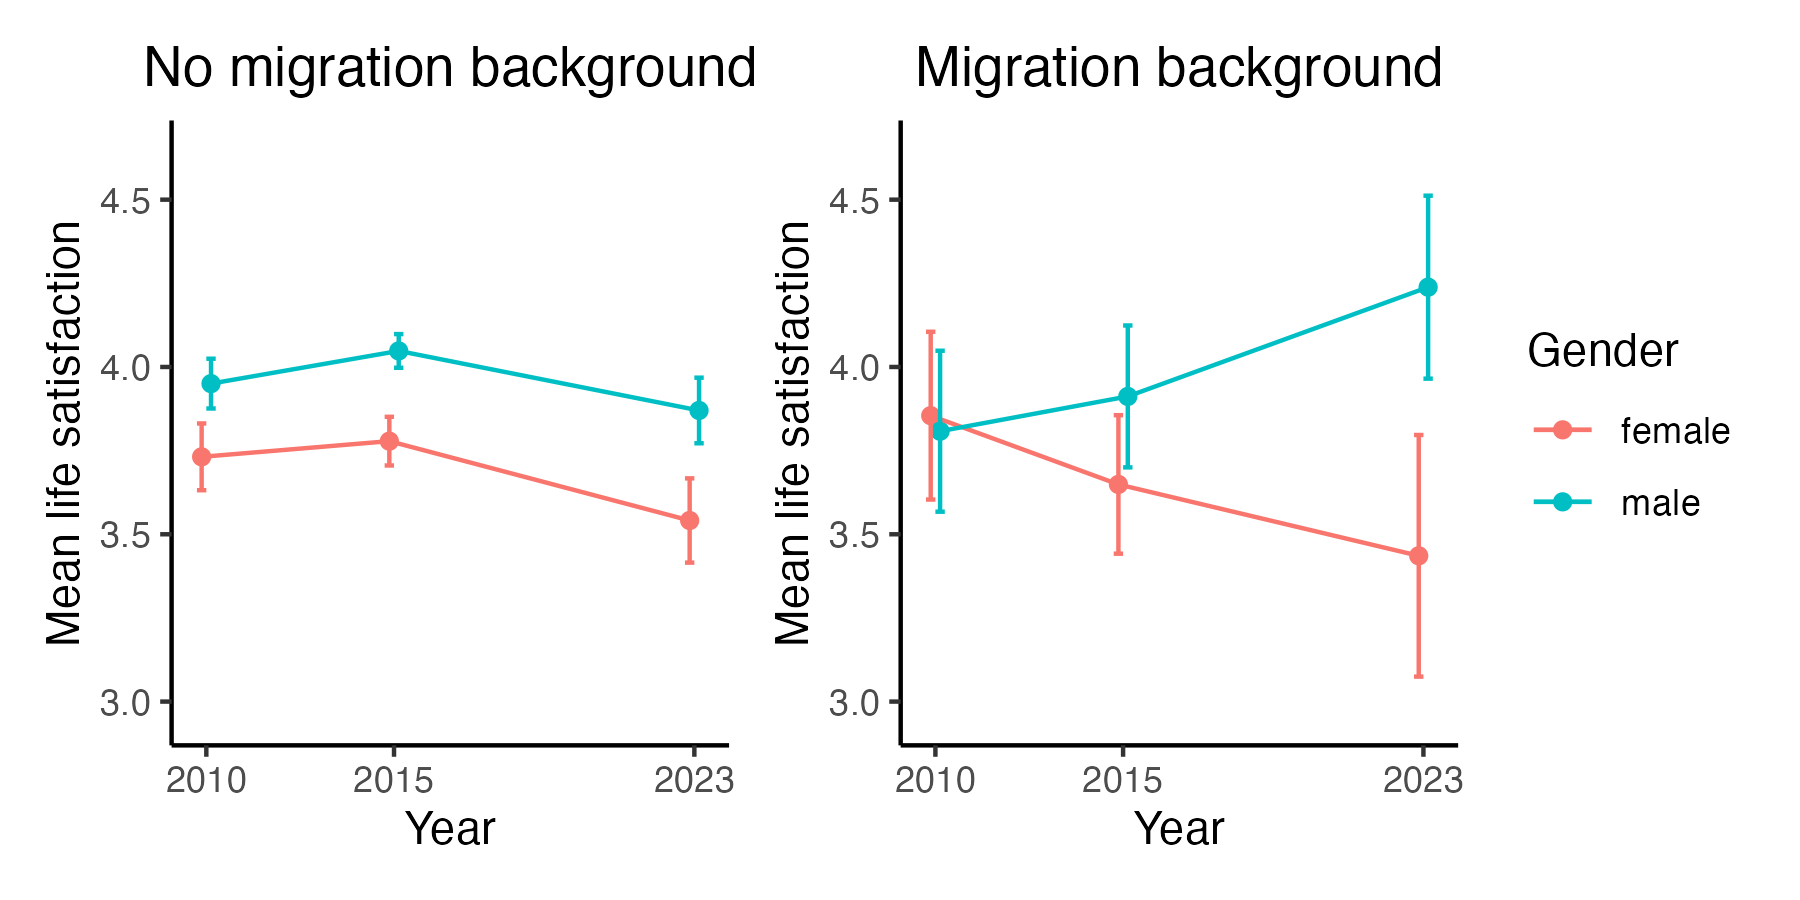 No migration background
Mean life satisfaction
4.5
4.0
3.5
3.0
2010 2015 2023
Year
Migration background
Mean life satisfaction
4.5
4.0
3.5
3.0
2010 2015 2023
Year
Gender
female
male